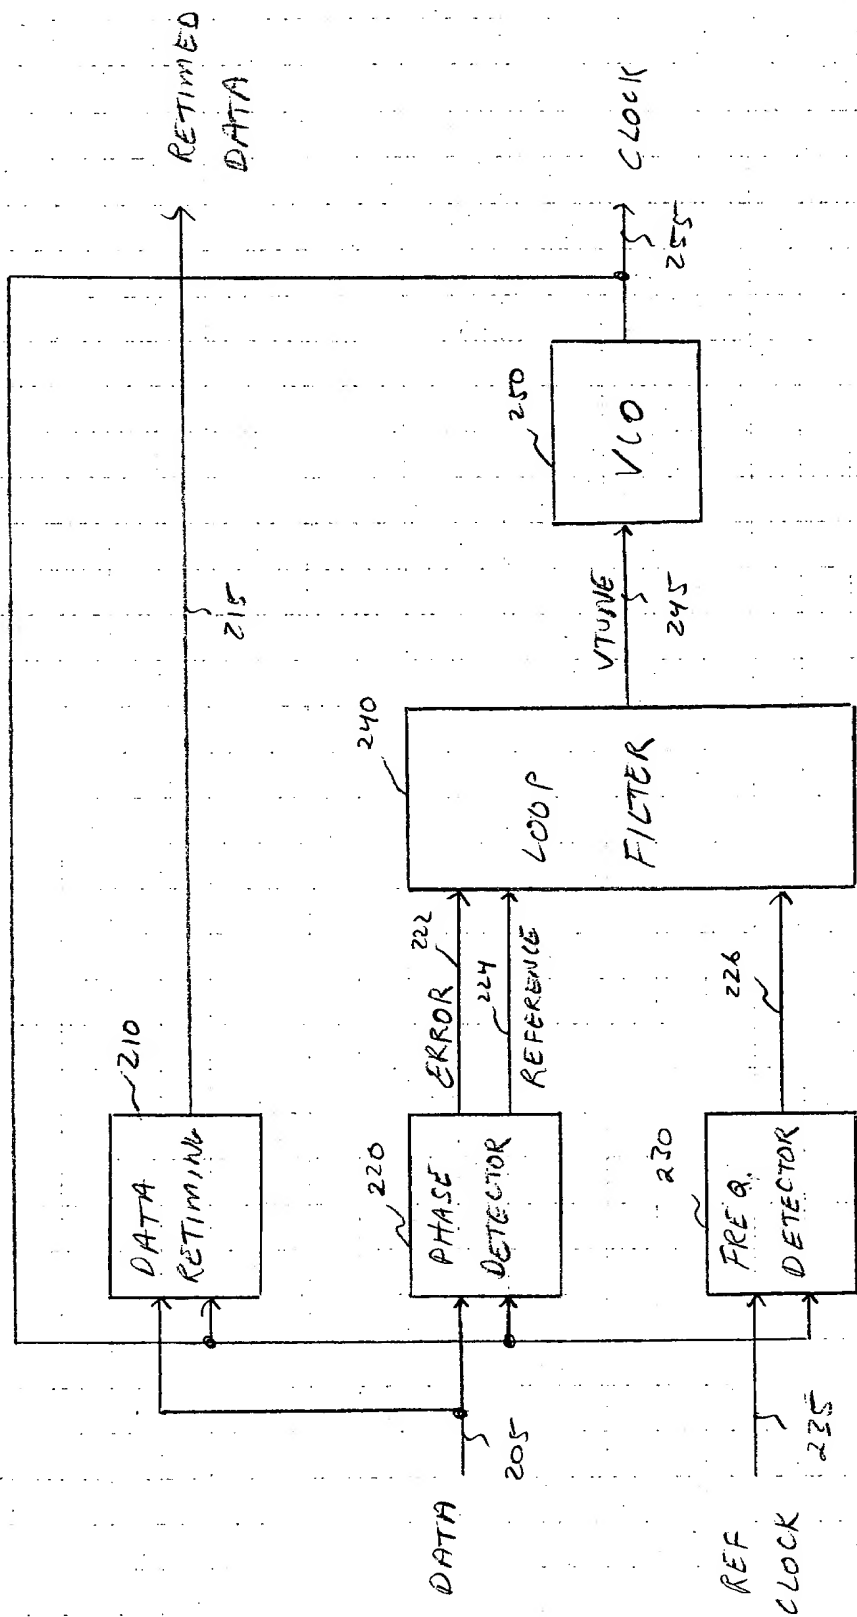 RETIMED
DATA
215
210
DATA
RETIMING
CLOCK
255
250
VCO
VTUNE
245
240
LOOP
FILTER
ERROR
222
224
REFERENCE
226
220
PHASE
DETECTOR
230
FREQ.
DETECTOR
DATA
205
REF
CLOCK
235